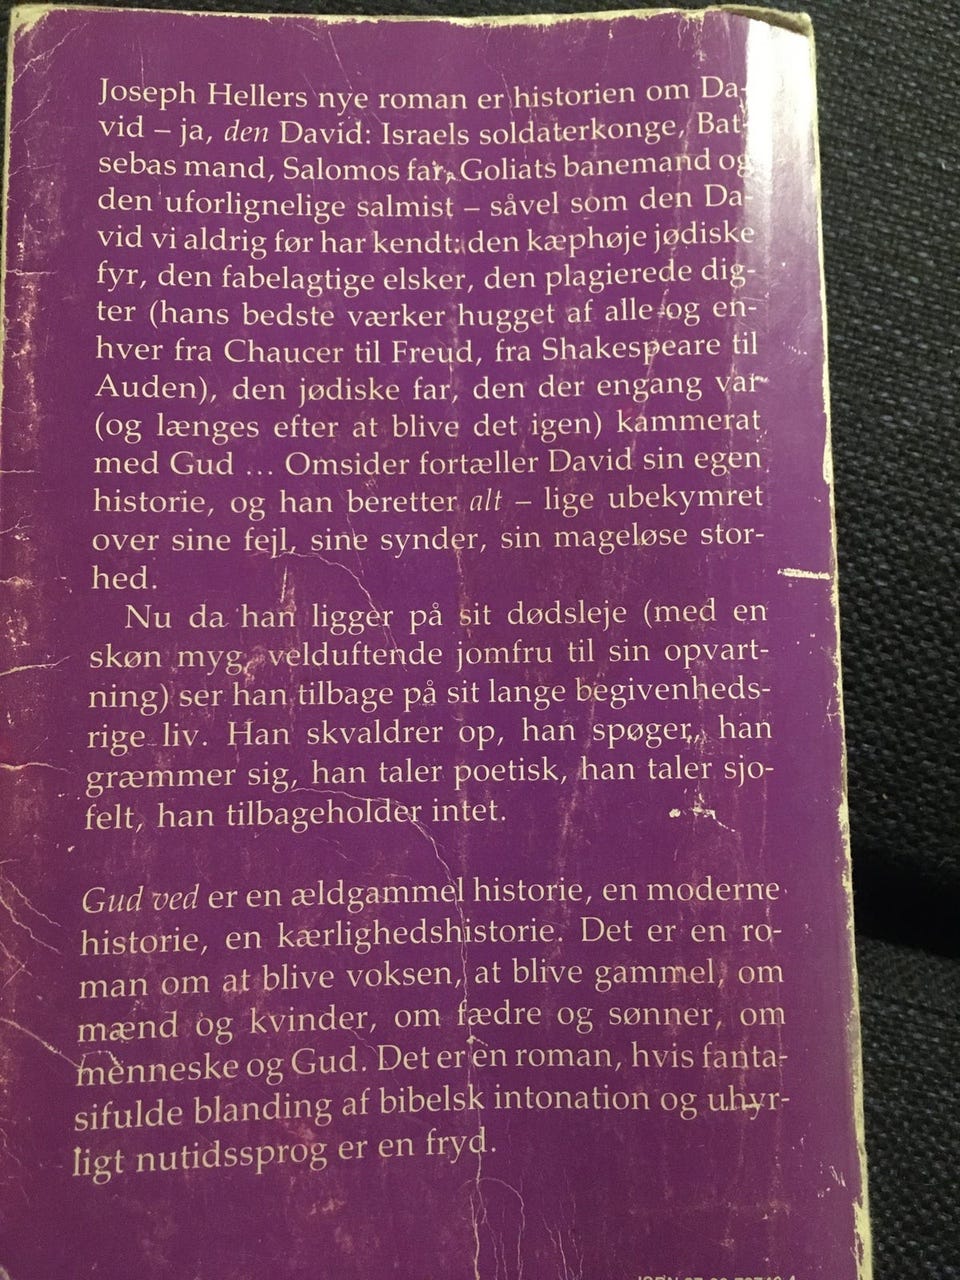 Joseph Hellers nye roman er historien om Da-
vid – ja, den David: Israels soldaterkonge, Bat-
sebas mand, Salomos far, Goliats banemand og
den uforlignelige salmist – såvel som den Da-
vid vi aldrig før har kendt: den kæphøje jødiske
fyr, den fabelagtige elsker, den plagierede dig-
ter (hans bedste værker hugget af alle og en-
hver fra Chaucer til Freud, fra Shakespeare til
Auden), den jødiske far, den der engang var
(og længes efter at blive det igen) kammerat
med Gud ... Omsider fortæller David sin egen
historie, og han beretter alt – lige ubekymret
over sine fejl, sine synder, sin mageløse stor-
hed.
Nu da han ligger på sit dødsleje (med en
skøn myg, velduftende jomfru til sin opvart-
ning) ser han tilbage på sit lange begivenheds-
rige liv. Han skvaldrer op, han spøger, han
græmmer sig, han taler poetisk, han taler sjo-
felt, han tilbageholder intet.
Gud ved er en ældgammel historie, en moderne
historie, en kærlighedshistorie. Det er en ro-
man om at blive voksen, at blive gammel, om
mænd og kvinder, om fædre og sønner, om
menneske og Gud. Det er en roman, hvis fanta-
sifulde blanding af bibelsk intonation og uhyr-
ligt nutidssprog er en fryd.